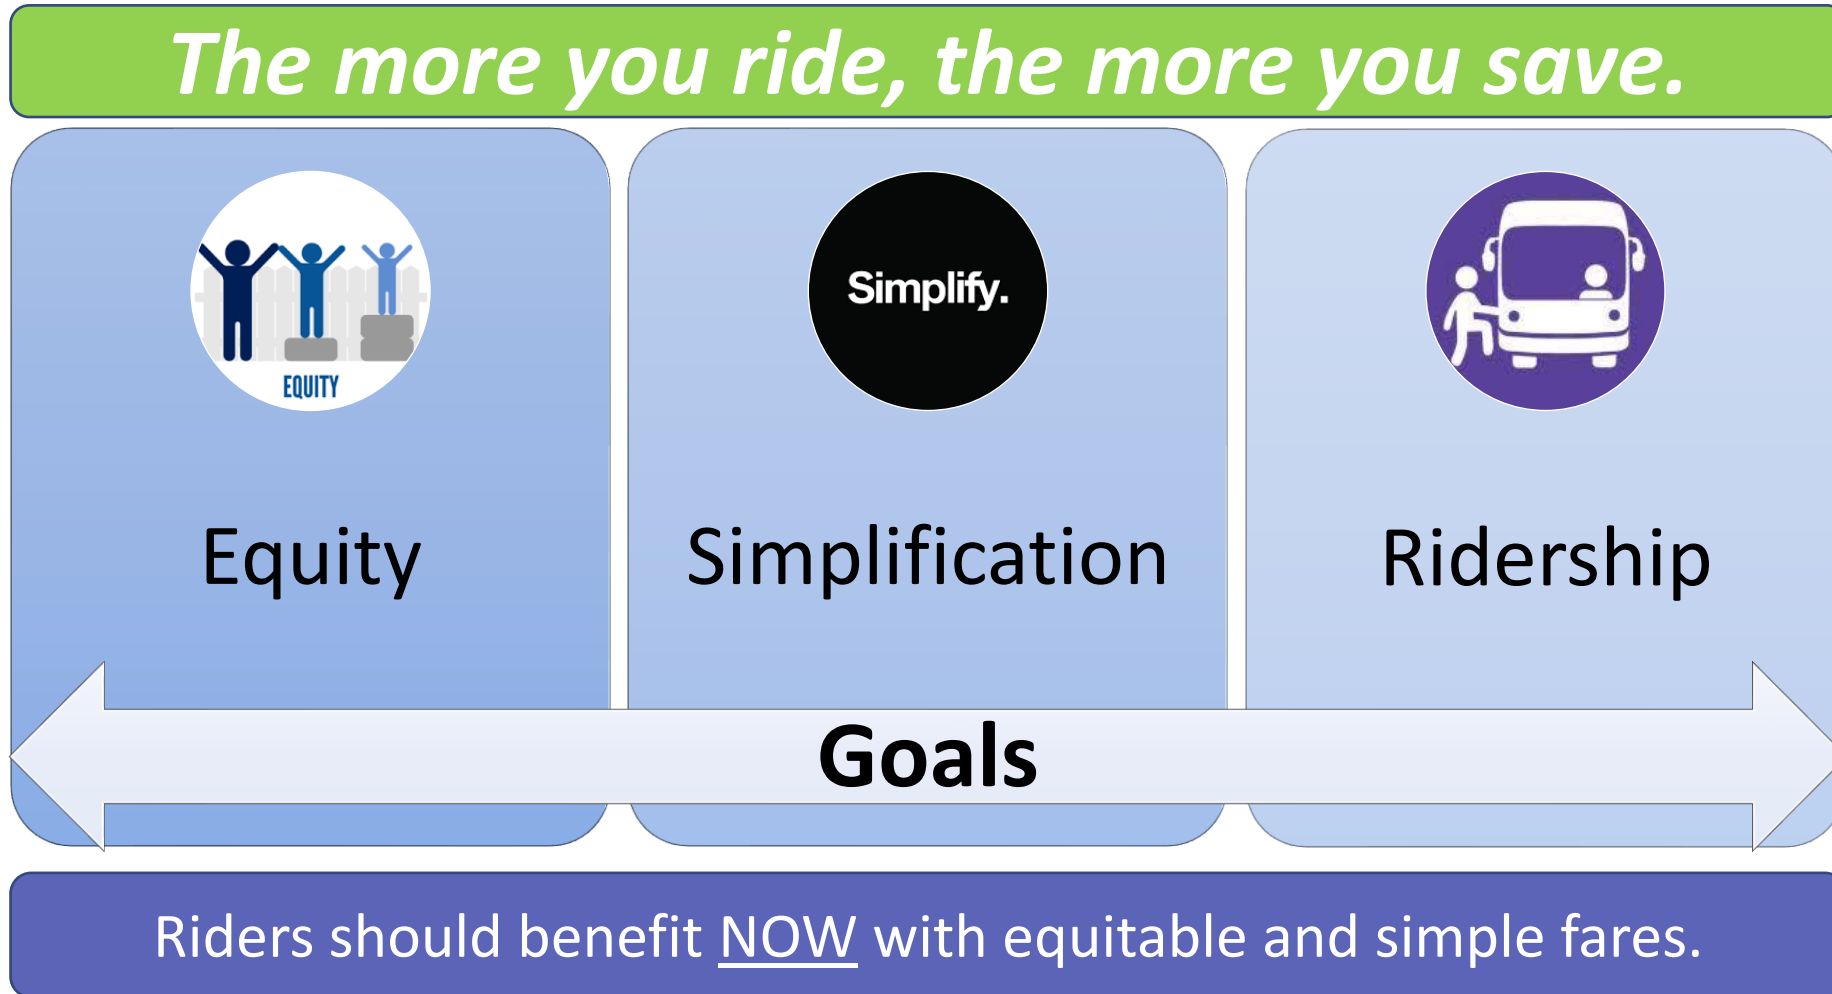 The more you ride, the more you save.
EQUITY
Simplify.
Equity
Simplification
Ridership
Goals
Riders should benefit NOW with equitable and simple fares.